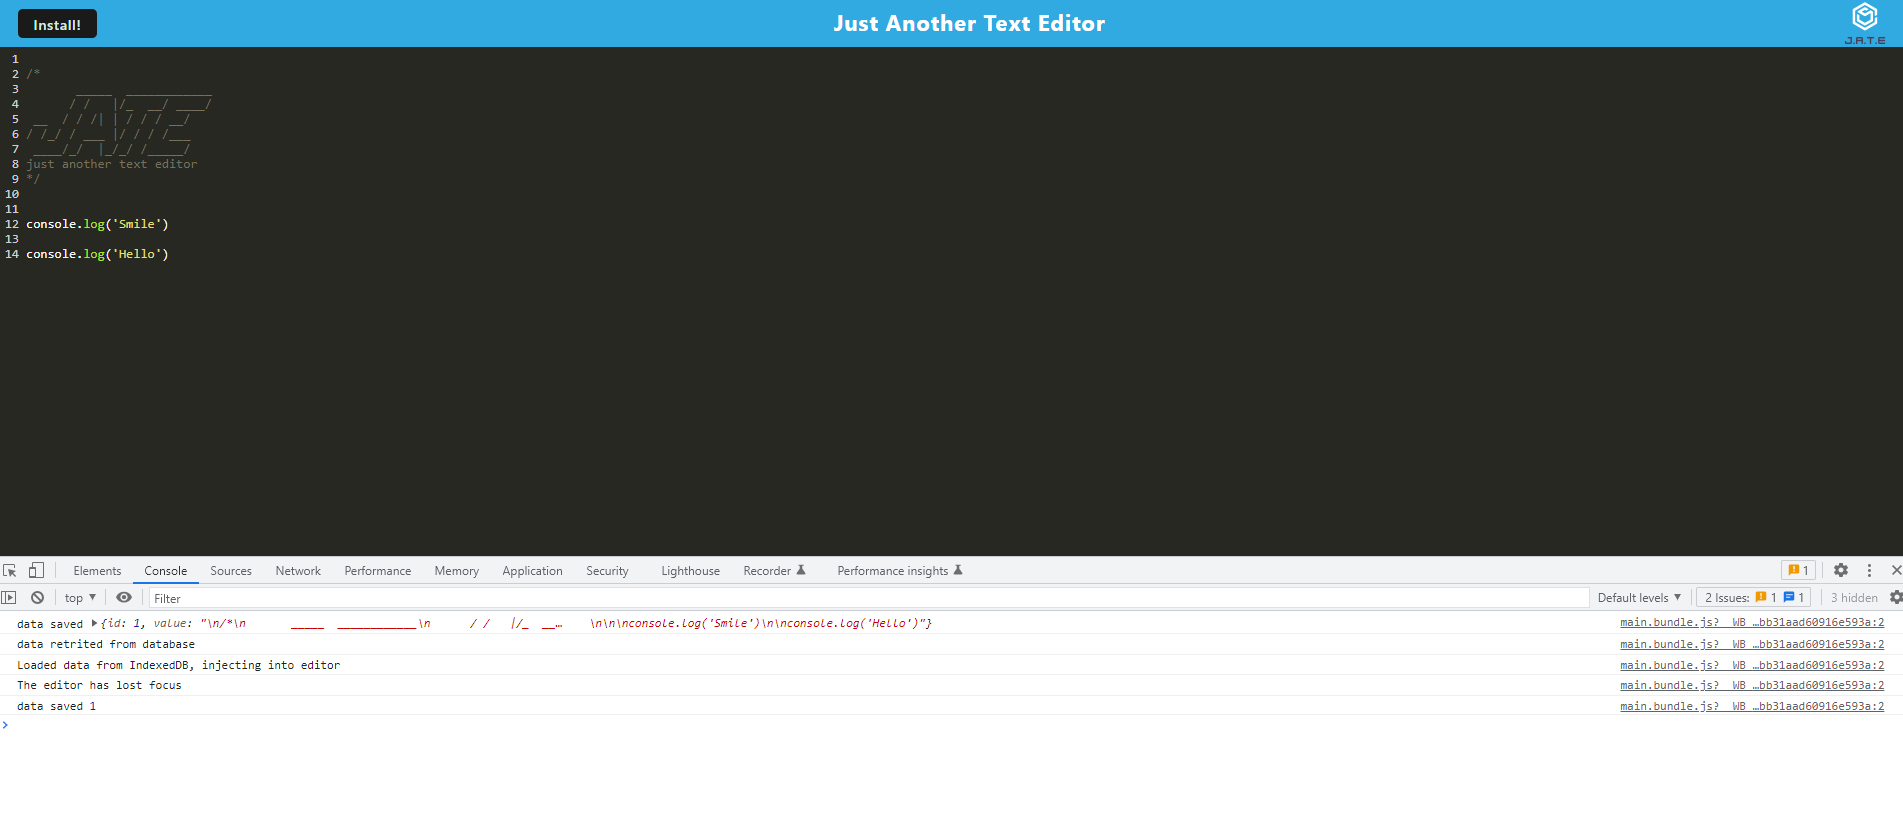 Install!
Just Another Text Editor
J.A.T.E
1
2 /*
3        _____  ____________
4       / /   |/_  __/ ____/
5  __  / / /| | / / / __/
6 / /_/ / ___ |/ / / /___
7  ____/_/  |_/_/ /_____/
8 just another text editor
9 */
10
11
12 console.log('Smile')
13
14 console.log('Hello')
Elements Console Sources Network Performance Memory Application Security Lighthouse Recorder Performance insights 1
top ▼ Filter Default levels ▼ 2 Issues: 1 1 3 hidden
data saved ▶{id: 1, value: "\n/*\n       _____  ____________\n      / /   |/_  __…    \n\n\nconsole.log('Smile')\n\nconsole.log('Hello')"} main.bundle.js?__WB_…bb31aad60916e593a:2
data retrited from database main.bundle.js?__WB_…bb31aad60916e593a:2
Loaded data from IndexedDB, injecting into editor main.bundle.js?__WB_…bb31aad60916e593a:2
The editor has lost focus main.bundle.js?__WB_…bb31aad60916e593a:2
data saved 1 main.bundle.js?__WB_…bb31aad60916e593a:2